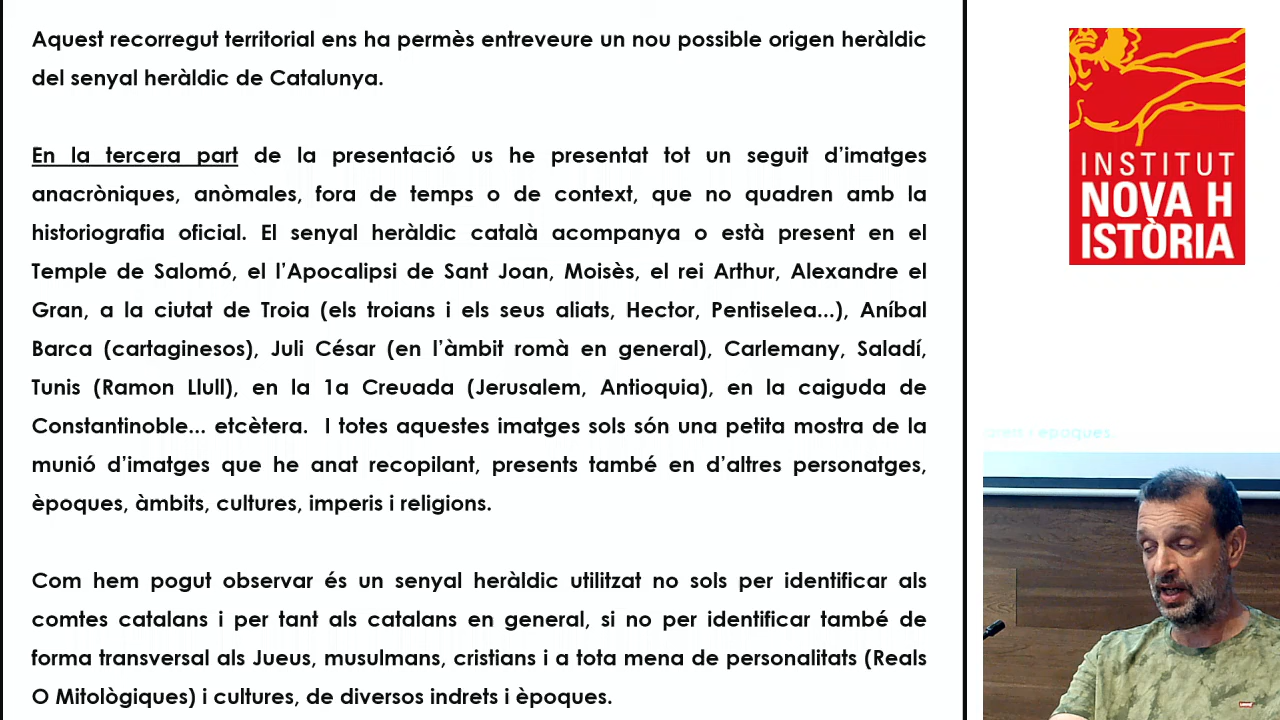 Aquest recorregut territorial ens ha permès entreveure un nou possible origen heràldic
del senyal heràldic de Catalunya.
En la tercera part de la presentació us he presentat tot un seguit d’imatges
anacròniques, anòmales, fora de temps o de context, que no quadren amb la
historiografia oficial. El senyal heràldic català acompanya o està present en el
Temple de Salomó, el l’Apocalipsi de Sant Joan, Moisès, el rei Arthur, Alexandre el
Gran, a la ciutat de Troia (els troians i els seus aliats, Hector, Pentiselea...), Aníbal
Barca (cartaginesos), Juli César (en l’àmbit romà en general), Carlemany, Saladí,
Tunis (Ramon Llull), en la 1a Creuada (Jerusalem, Antioquia), en la caiguda de
Constantinoble... etcètera. I totes aquestes imatges sols són una petita mostra de la
munió d’imatges que he anat recopilant, presents també en d’altres personatges,
èpoques, àmbits, cultures, imperis i religions.
Com hem pogut observar és un senyal heràldic utilitzat no sols per identificar als
comtes catalans i per tant als catalans en general, si no per identificar també de
forma transversal als Jueus, musulmans, cristians i a tota mena de personalitats (Reals
O Mitològiques) i cultures, de diversos indrets i èpoques.
INSTITUT
NOVA H
ISTÒRIA
i èpoques.